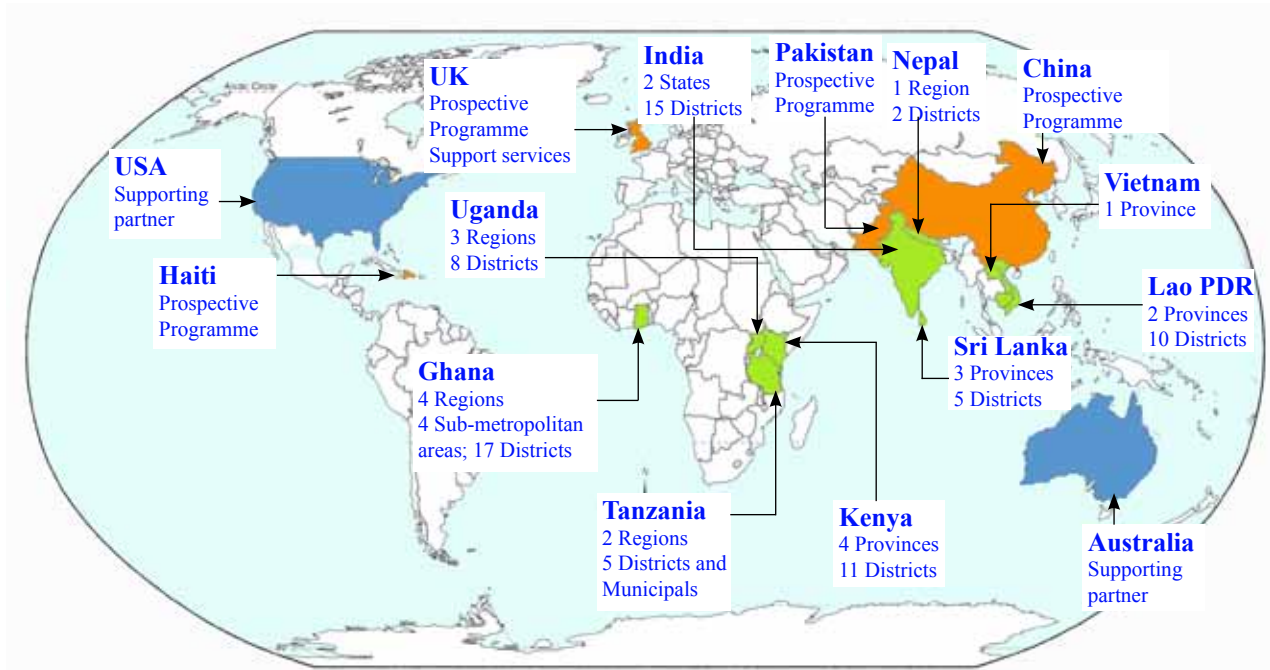 India
2 States
15 Districts
Pakistan
Prospective
Programme
Nepal
1 Region
2 Districts
China
Prospective
Programme
UK
Prospective
Programme
Support services
Arctic Circle
USA
Supporting
partner
Vietnam
1 Province
Uganda
3 Regions
8 Districts
Haiti
Prospective
Programme
Lao PDR
2 Provinces
10 Districts
Sri Lanka
3 Provinces
5 Districts
Ghana
4 Regions
4 Sub-metropolitan
areas; 17 Districts
N
Tanzania
2 Regions
5 Districts and
Municipals
Kenya
4 Provinces
11 Districts
Australia
Supporting
partner